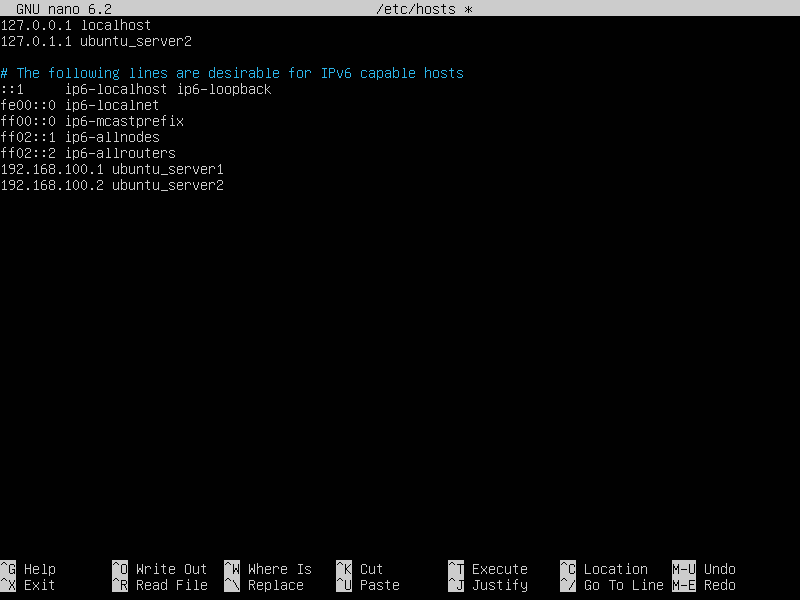 GNU nano 6.2 /etc/hosts *
127.0.0.1 localhost
127.0.1.1 ubuntu_server2
# The following lines are desirable for IPv6 capable hosts
::1     ip6-localhost ip6-loopback
fe00::0 ip6-localnet
ff00::0 ip6-mcastprefix
ff02::1 ip6-allnodes
ff02::2 ip6-allrouters
192.168.100.1 ubuntu_server1
192.168.100.2 ubuntu_server2
^G Help ^O Write Out ^W Where Is ^K Cut ^T Execute ^C Location M-U Undo
^X Exit ^R Read File ^\ Replace ^U Paste ^J Justify ^/ Go To Line M-E Redo